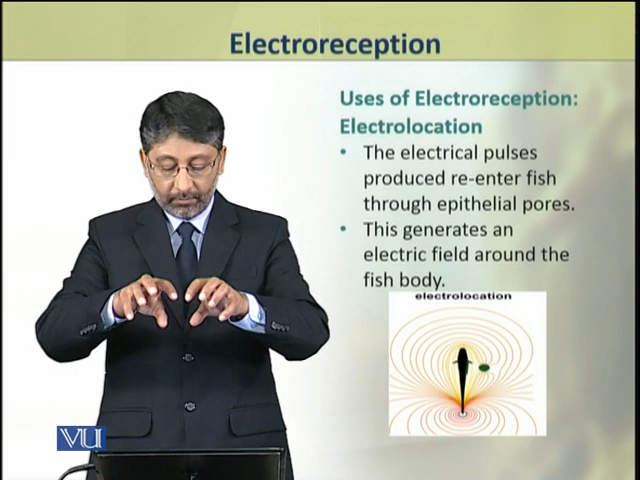 Electroreception
Uses of Electroreception:
Electrolocation
• The electrical pulses
produced re-enter fish
through epithelial pores.
• This generates an
electric field around the
fish body.
electrolocation
VU